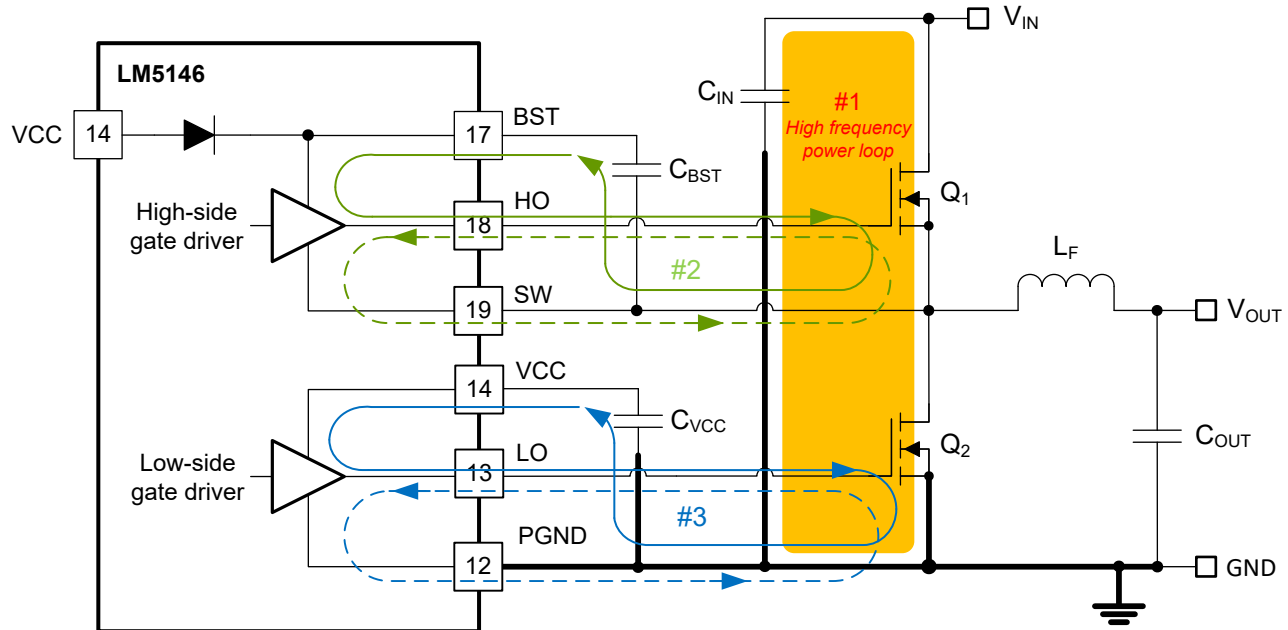 V_IN
LM5146
C_IN
#1
High frequency
power loop
VCC
14
17
BST
C_BST
Q_1
High-side
gate driver
18
HO
#2
L_F
19
SW
V_OUT
14
VCC
C_VCC
Q_2
C_OUT
Low-side
gate driver
13
LO
#3
12
PGND
GND